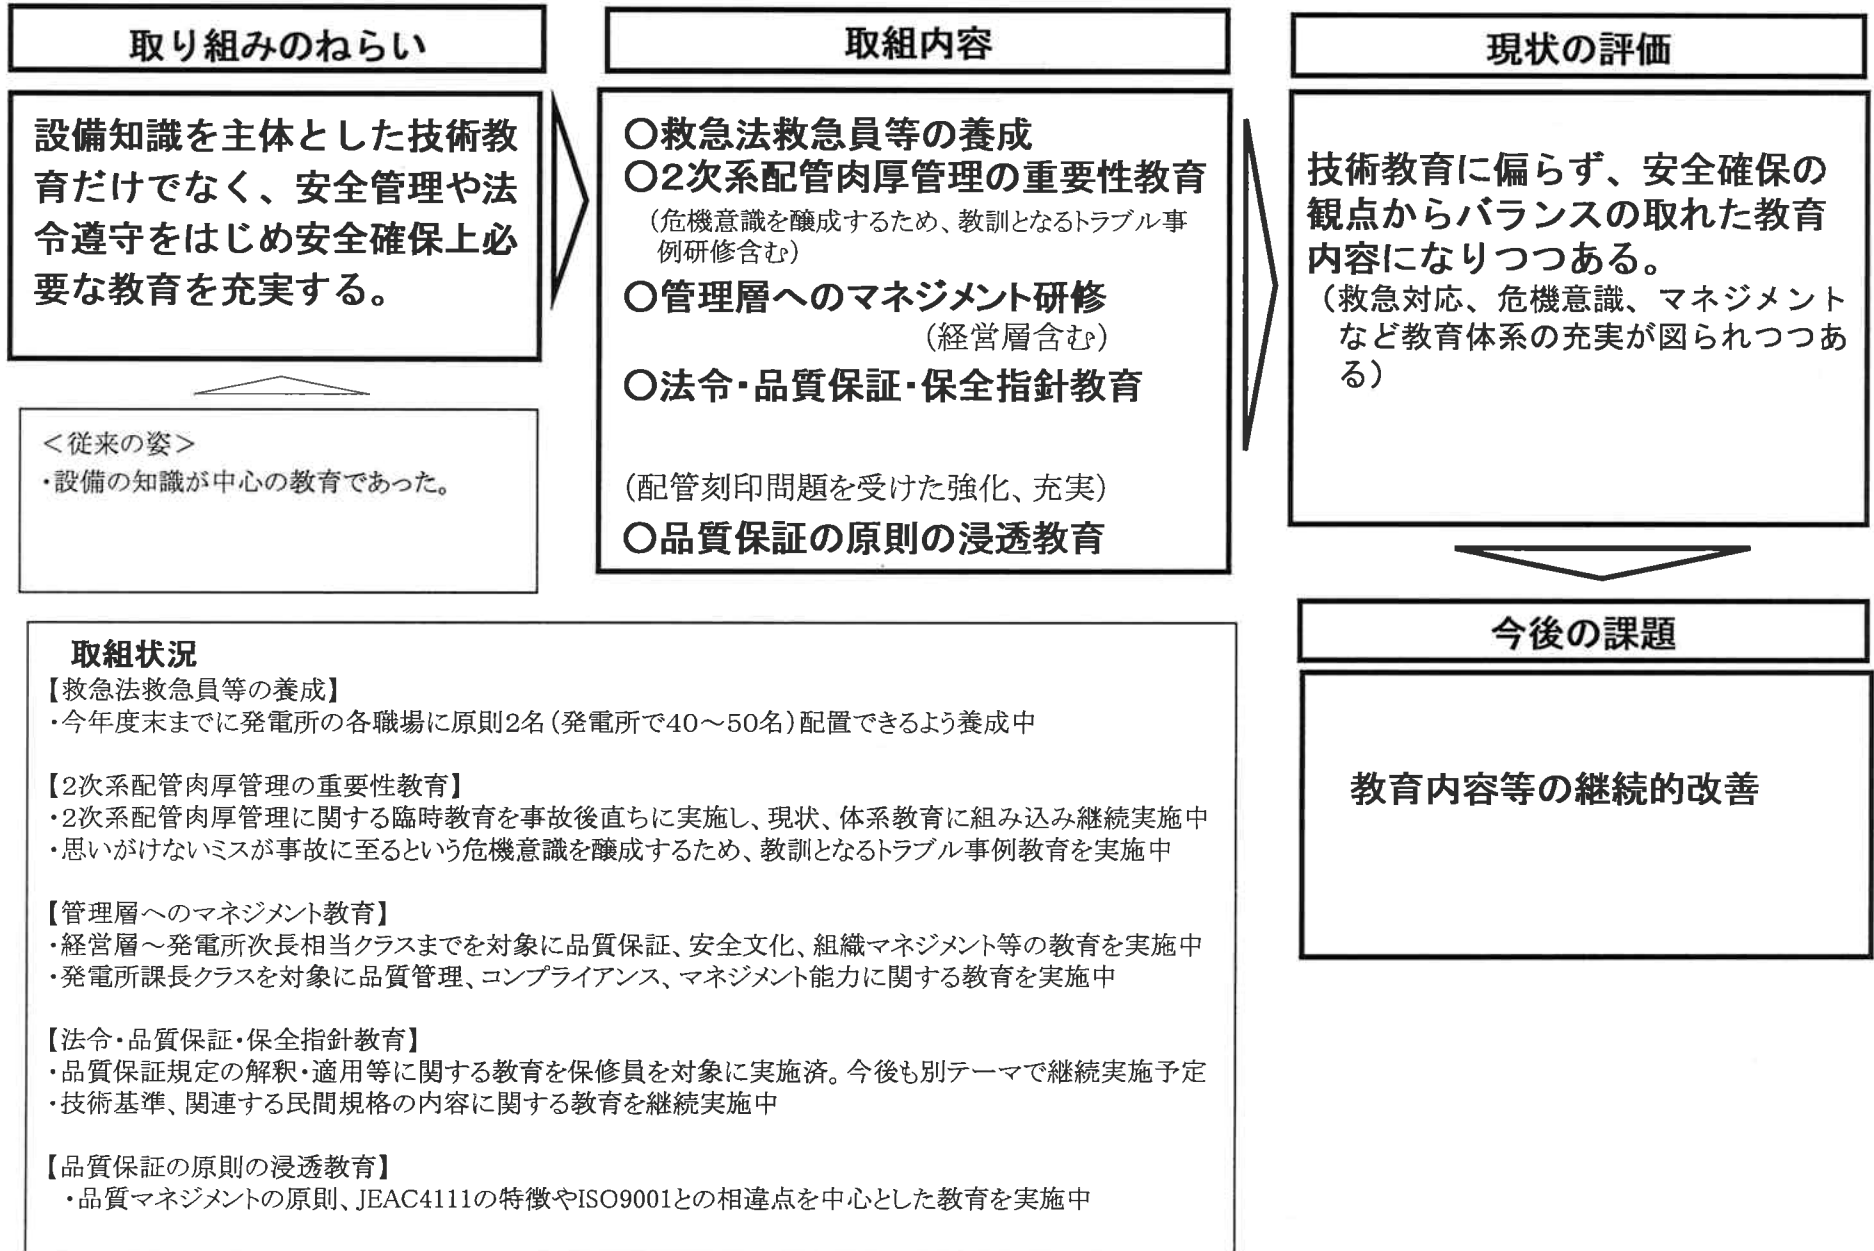 取り組みのねらい
設備知識を主体とした技術教
育だけでなく、安全管理や法
令遵守をはじめ安全確保上必
要な教育を充実する。
＜従来の姿＞
・設備の知識が中心の教育であった。
取組内容
○救急法救急員等の養成
○2次系配管肉厚管理の重要性教育
（危機意識を醸成するため、教訓となるトラブル事
例研修含む）
○管理層へのマネジメント研修
（経営層含む）
○法令・品質保証・保全指針教育
（配管刻印問題を受けた強化、充実）
○品質保証の原則の浸透教育
現状の評価
技術教育に偏らず、安全確保の
観点からバランスの取れた教育
内容になりつつある。
（救急対応、危機意識、マネジメント
など教育体系の充実が図られつつあ
る）
今後の課題
教育内容等の継続的改善
取組状況
【救急法救急員等の養成】
・今年度末までに発電所の各職場に原則2名（発電所で40～50名）配置できるよう養成中
【2次系配管肉厚管理の重要性教育】
・2次系配管肉厚管理に関する臨時教育を事故後直ちに実施し、現状、体系教育に組み込み継続実施中
・思いがけないミスが事故に至るという危機意識を醸成するため、教訓となるトラブル事例教育を実施中
【管理層へのマネジメント教育】
・経営層～発電所次長相当クラスまでを対象に品質保証、安全文化、組織マネジメント等の教育を実施中
・発電所課長クラスを対象に品質管理、コンプライアンス、マネジメント能力に関する教育を実施中
【法令・品質保証・保全指針教育】
・品質保証規定の解釈・適用等に関する教育を保修員を対象に実施済。今後も別テーマで継続実施予定
・技術基準、関連する民間規格の内容に関する教育を継続実施中
【品質保証の原則の浸透教育】
・品質マネジメントの原則、JEAC4111の特徴やISO9001との相違点を中心とした教育を実施中